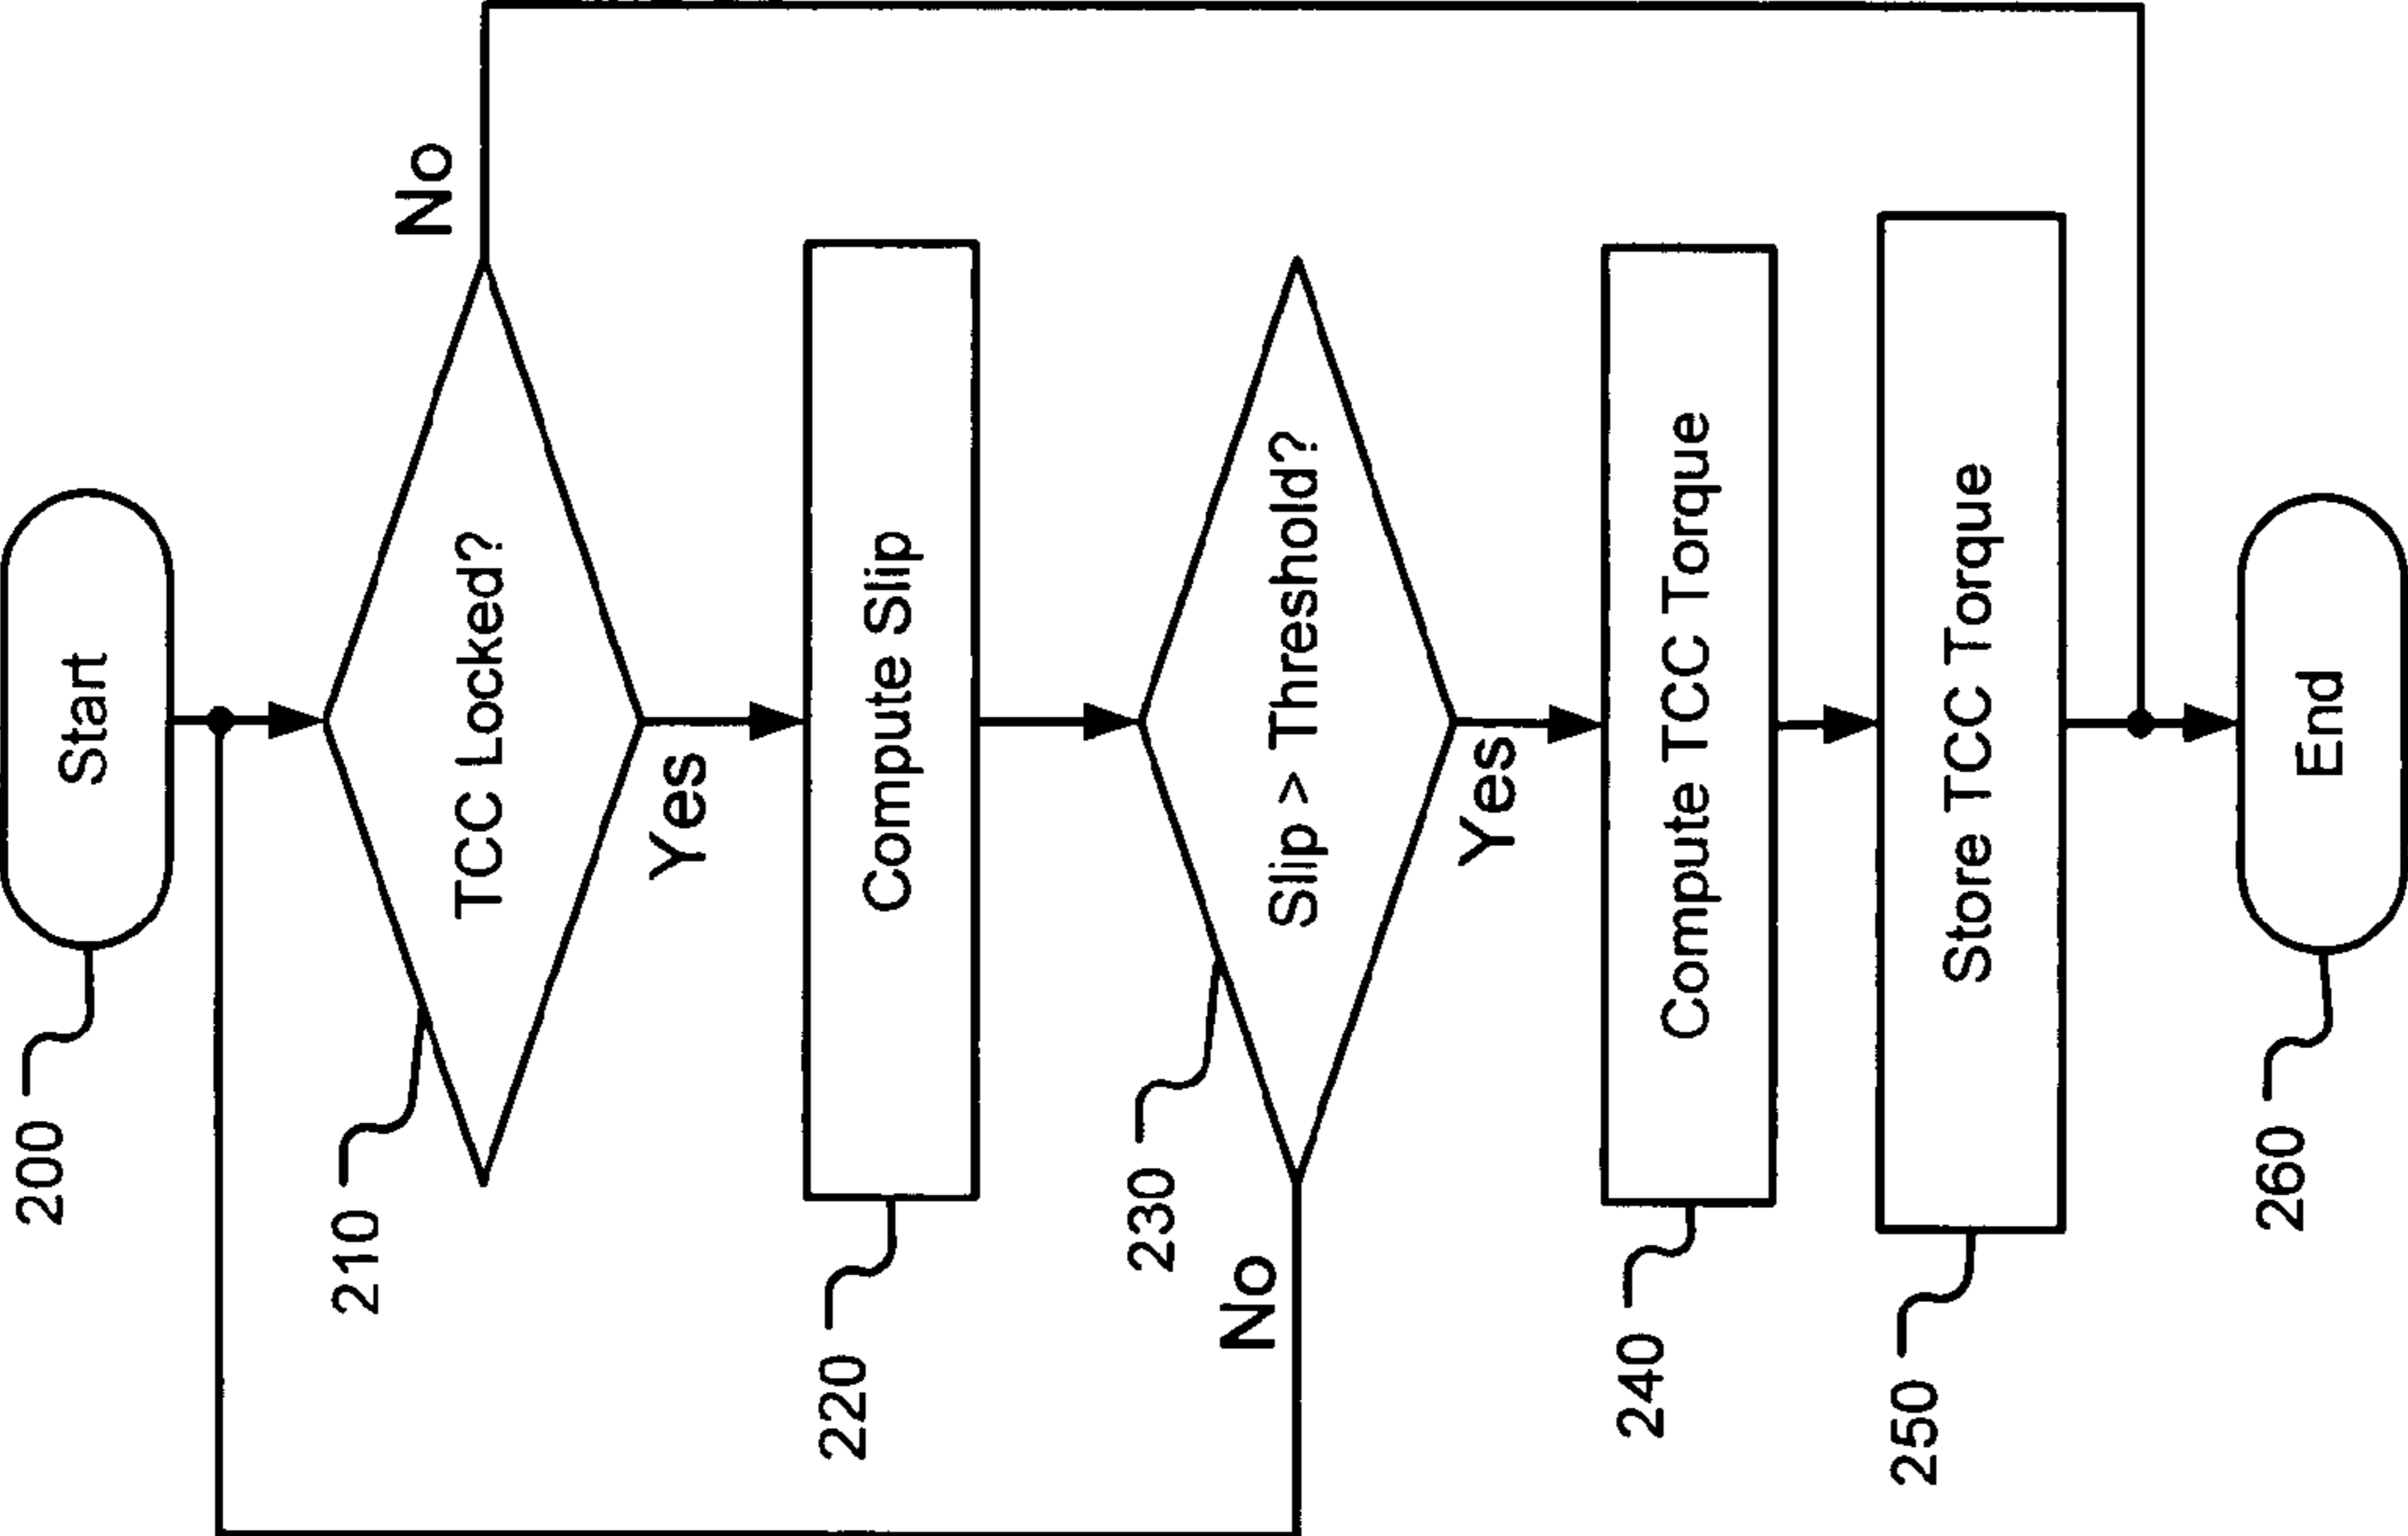 200
Start
210
TCC Locked?
No
Yes
220
Compute Slip
230
Slip > Threshold?
No
Yes
240
Compute TCC Torque
250
Store TCC Torque
260
End